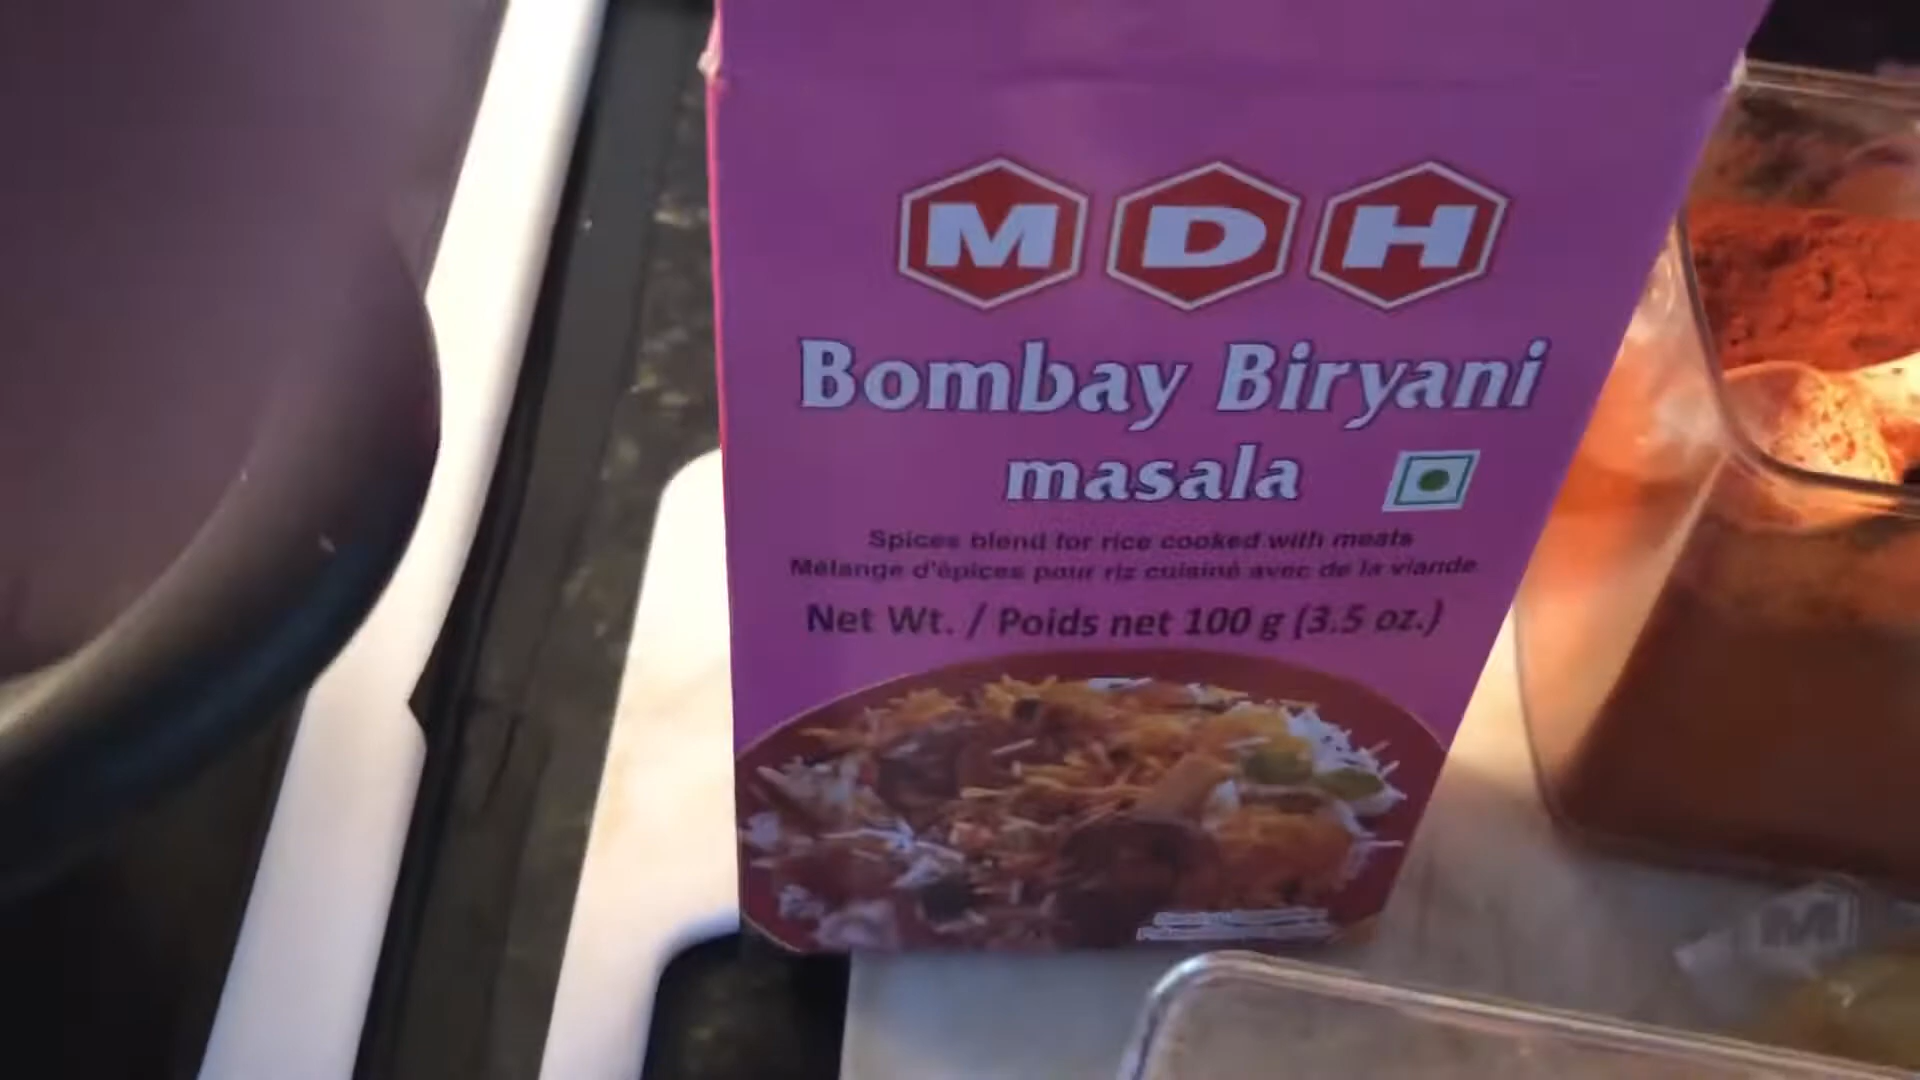 MDH
Bombay Biryani
masala
Spices blend for rice cooked with meats
Mélange d'épices pour riz cuisiné avec de la viande
Net Wt. / Poids net 100 g (3.5 oz.)
M